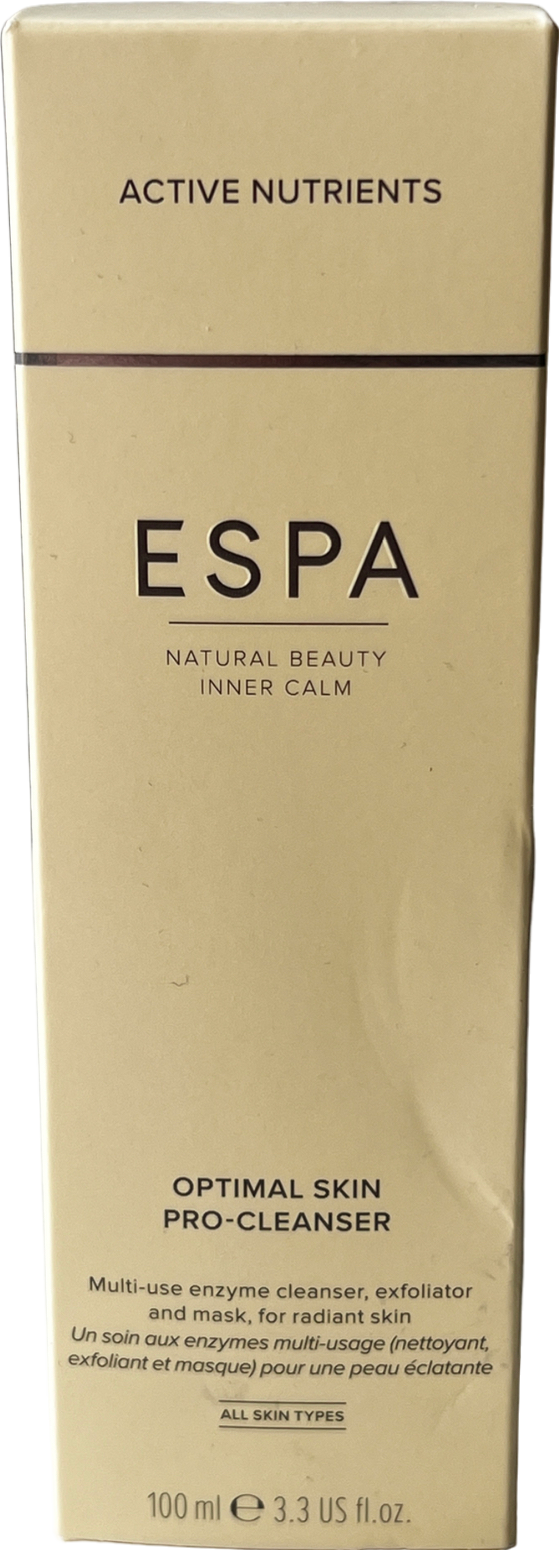 ACTIVE NUTRIENTS
ESPA
NATURAL BEAUTY
INNER CALM
OPTIMAL SKIN
PRO-CLEANSER
Multi-use enzyme cleanser, exfoliator
and mask, for radiant skin
Un soin aux enzymes multi-usage (nettoyant,
exfoliant et masque) pour une peau éclatante
ALL SKIN TYPES
100 ml ℮ 3.3 US fl.oz.